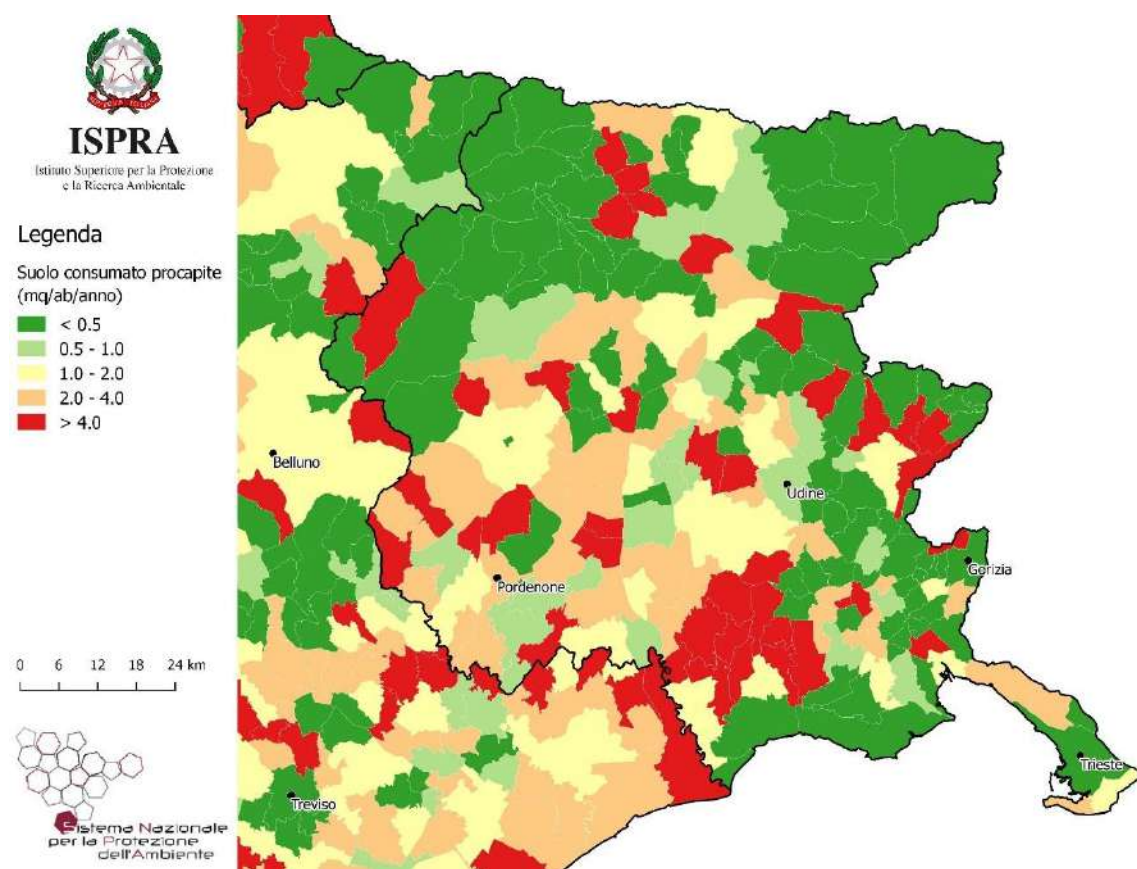 ISPRA
Istituto Superiore per la Protezione
e la Ricerca Ambientale
Legenda
Suolo consumato procapite
(mq/ab/anno)
< 0.5
0.5 - 1.0
1.0 - 2.0
2.0 - 4.0
> 4.0
Belluno
Udine
Gorizia
Pordenone
0 6 12 18 24 km
Trieste
Treviso
Sistema Nazionale
per la Protezione
dell'Ambiente